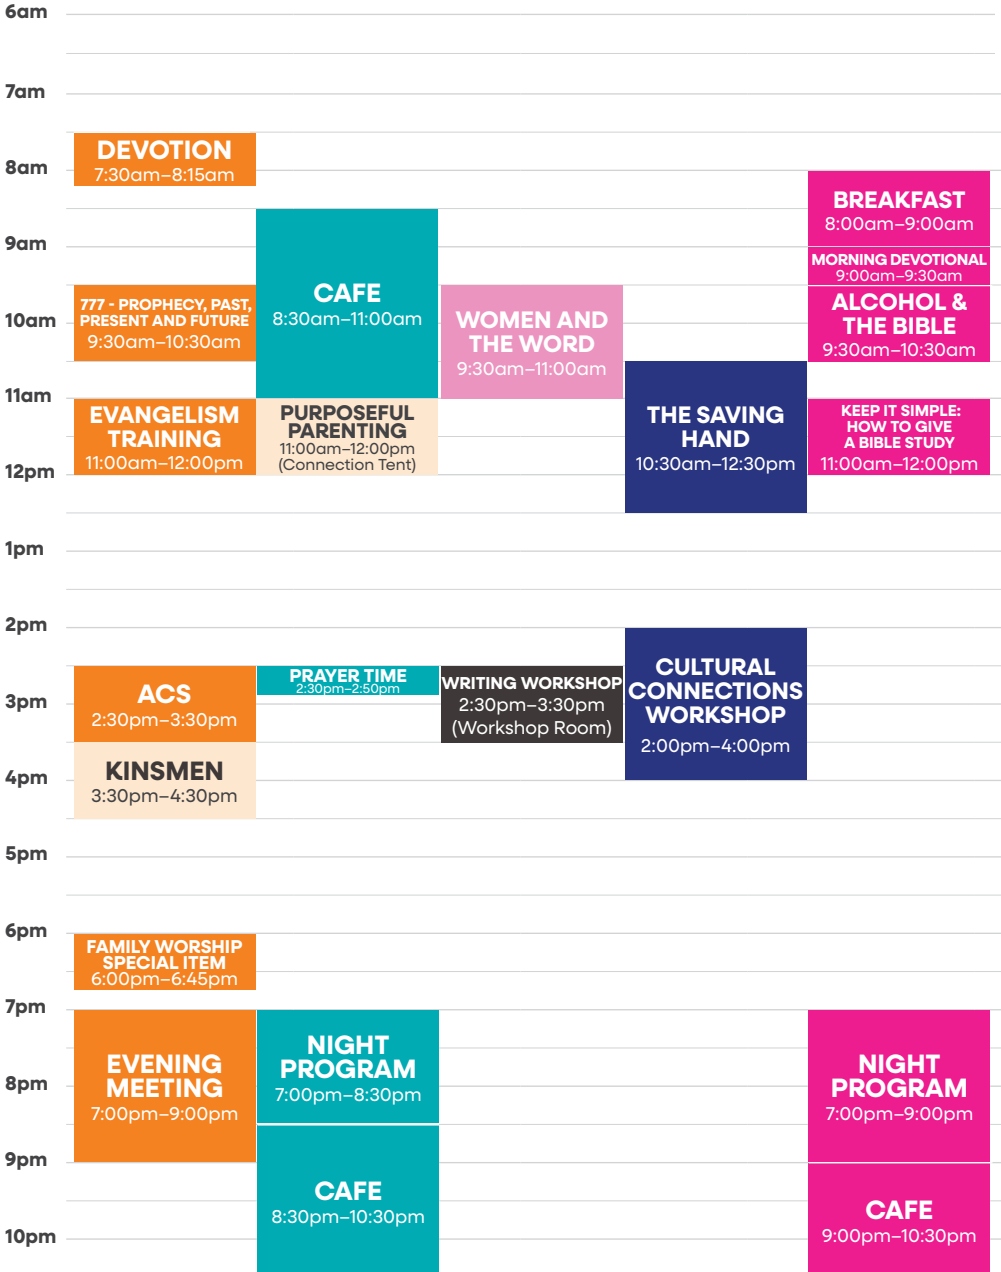 6am
7am
8am
9am
10am
11am
12pm
1pm
2pm
3pm
4pm
5pm
6pm
7pm
8pm
9pm
10pm
DEVOTION
7:30am–8:15am
777 - PROPHECY, PAST,
PRESENT AND FUTURE
9:30am–10:30am
EVANGELISM
TRAINING
11:00am–12:00pm
ACS
2:30pm–3:30pm
KINSMEN
3:30pm–4:30pm
FAMILY WORSHIP
SPECIAL ITEM
6:00pm–6:45pm
EVENING
MEETING
7:00pm–9:00pm
CAFE
8:30am–11:00am
PURPOSEFUL
PARENTING
11:00am–12:00pm
(Connection Tent)
PRAYER TIME
2:30pm–2:50pm
NIGHT
PROGRAM
7:00pm–8:30pm
CAFE
8:30pm–10:30pm
WOMEN AND
THE WORD
9:30am–11:00am
WRITING WORKSHOP
2:30pm–3:30pm
(Workshop Room)
THE SAVING
HAND
10:30am–12:30pm
CULTURAL
CONNECTIONS
WORKSHOP
2:00pm–4:00pm
BREAKFAST
8:00am–9:00am
MORNING DEVOTIONAL
9:00am–9:30am
ALCOHOL &
THE BIBLE
9:30am–10:30am
KEEP IT SIMPLE:
HOW TO GIVE
A BIBLE STUDY
11:00am–12:00pm
NIGHT
PROGRAM
7:00pm–9:00pm
CAFE
9:00pm–10:30pm